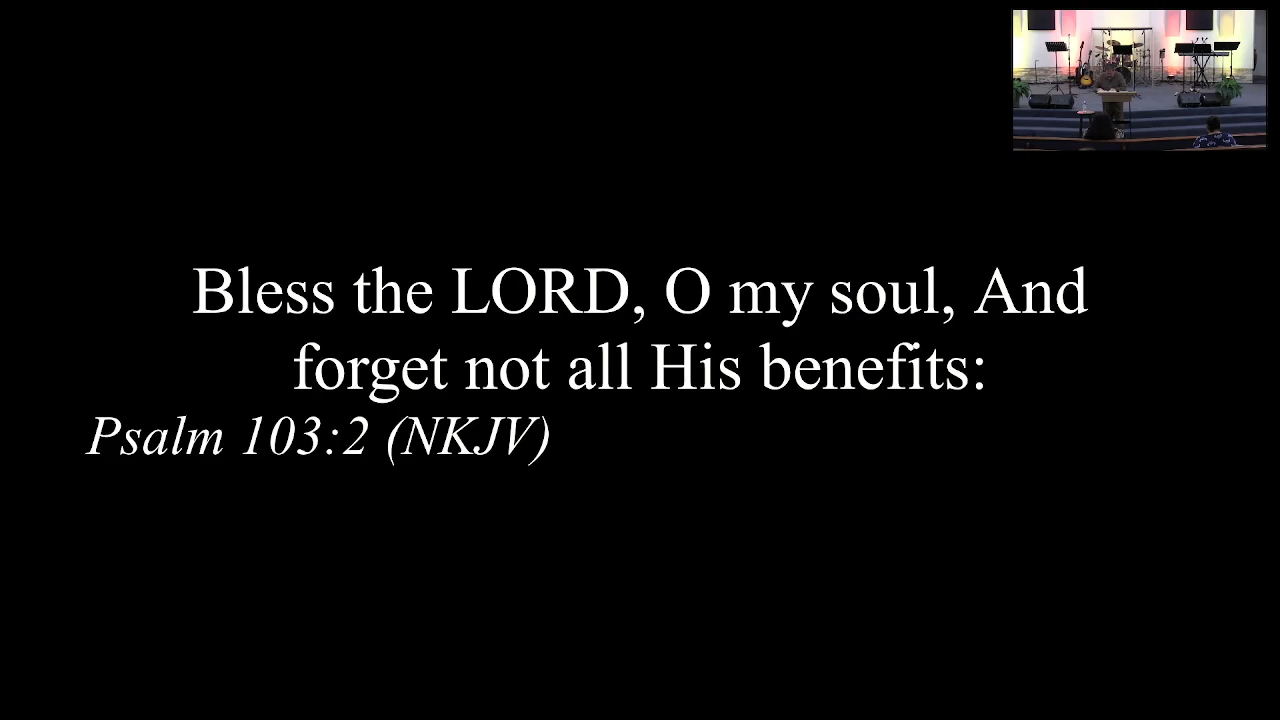 Bless the LORD, O my soul, And
forget not all His benefits:
Psalm 103:2 (NKJV)